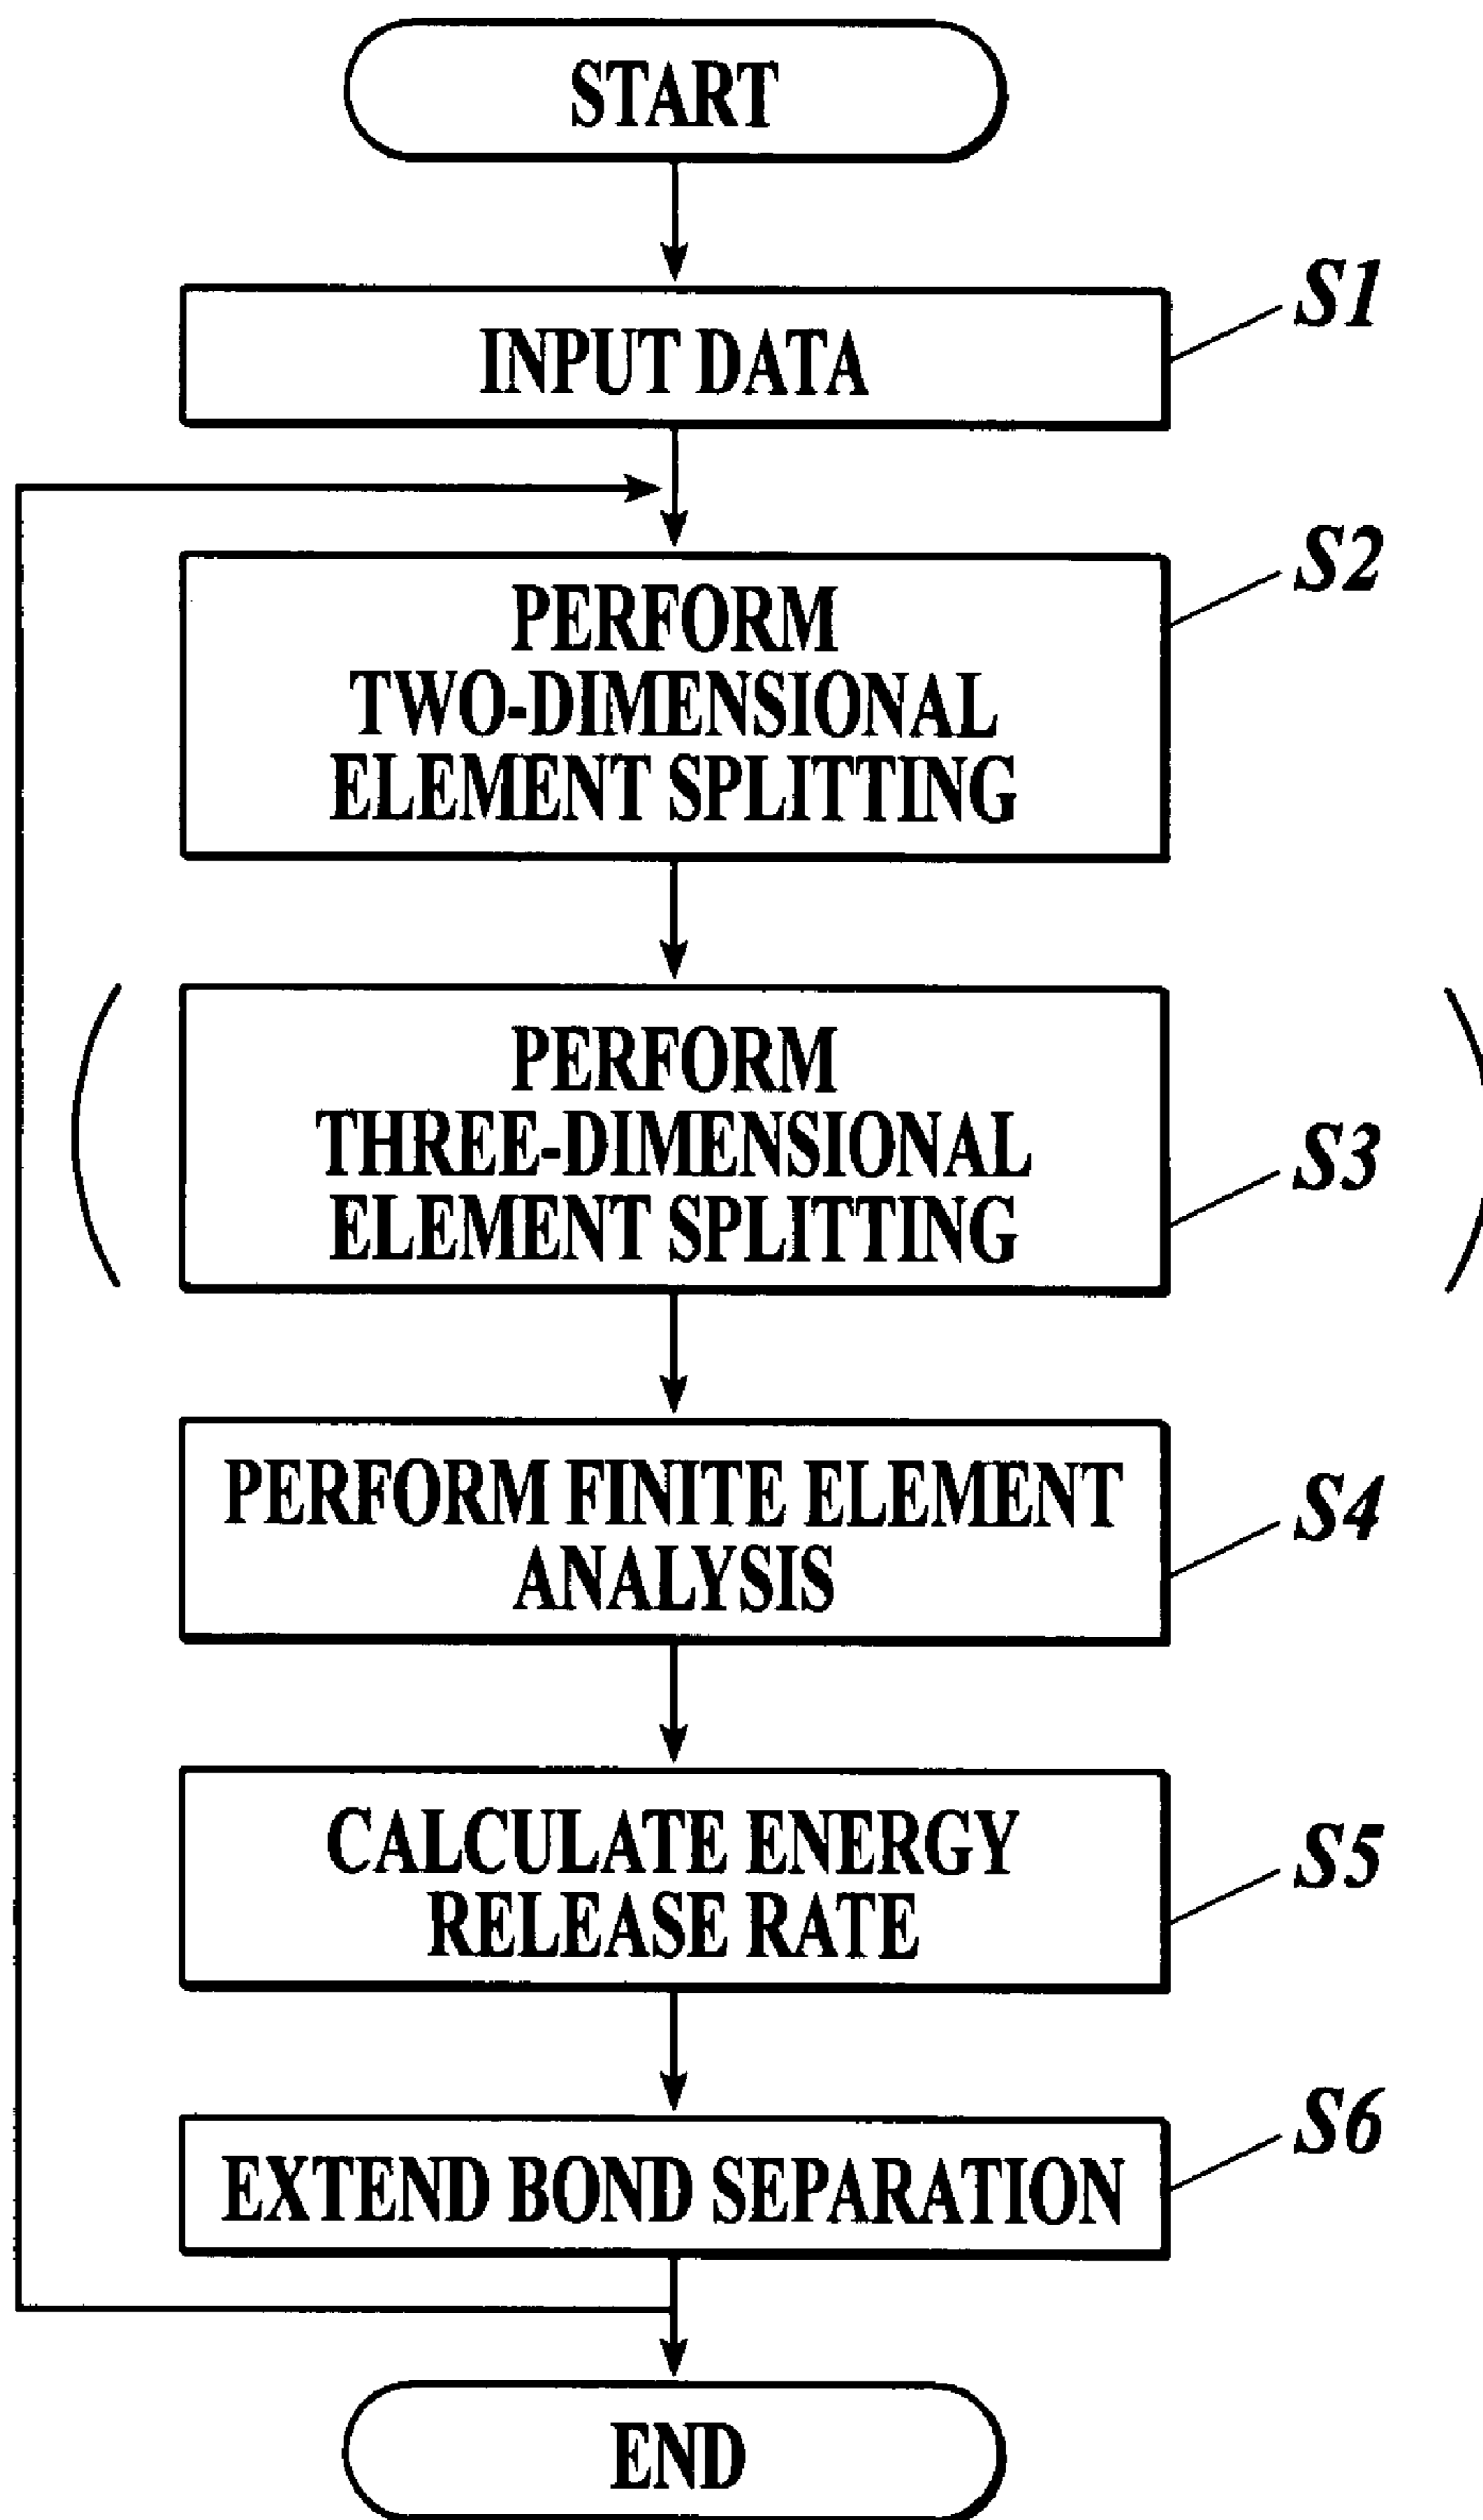 START
INPUT DATA
S1
PERFORM
TWO-DIMENSIONAL
ELEMENT SPLITTING
S2
PERFORM
THREE-DIMENSIONAL
ELEMENT SPLITTING
S3
PERFORM FINITE ELEMENT
ANALYSIS
S4
CALCULATE ENERGY
RELEASE RATE
S5
EXTEND BOND SEPARATION
S6
END